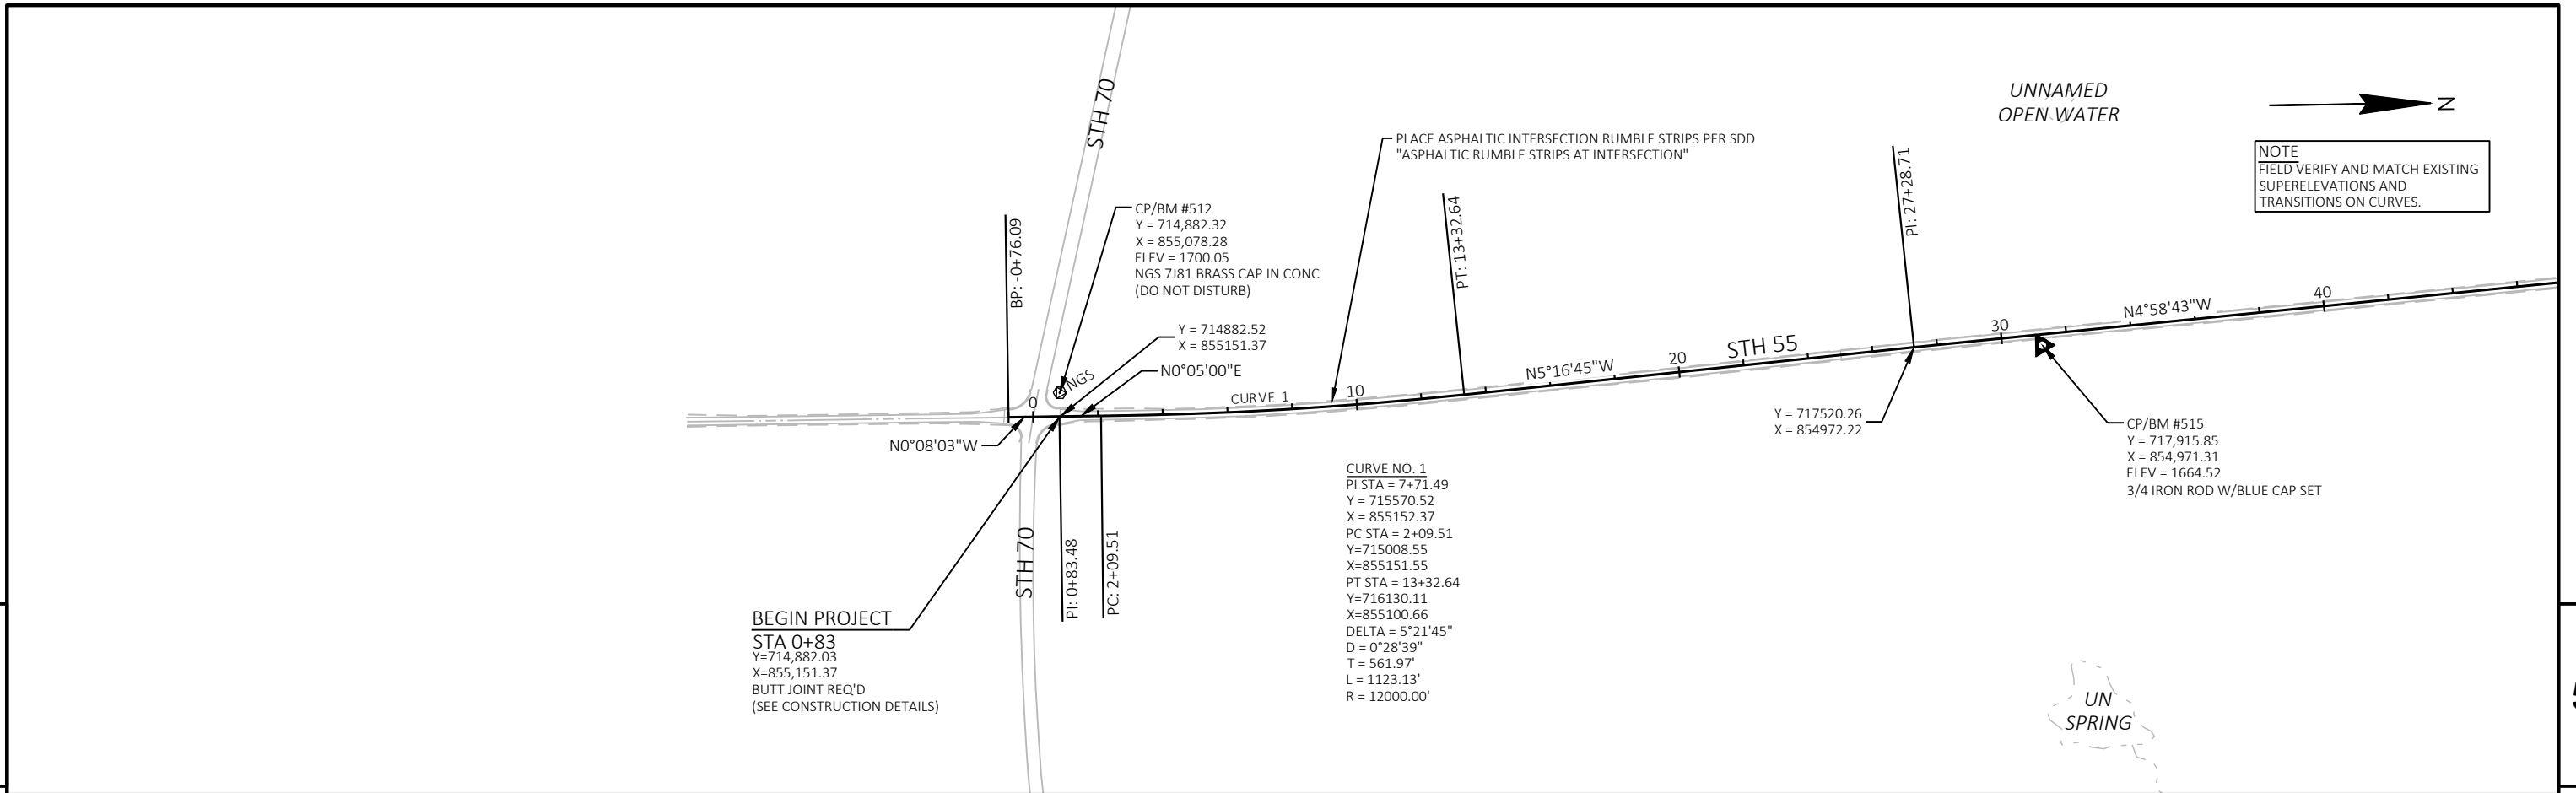 STH 70
UNNAMED
OPEN WATER
N
NOTE
FIELD VERIFY AND MATCH EXISTING
SUPERELEVATIONS AND
TRANSITIONS ON CURVES.
PLACE ASPHALTIC INTERSECTION RUMBLE STRIPS PER SDD
"ASPHALTIC RUMBLE STRIPS AT INTERSECTION"
BP: -0+76.09
CP/BM #512
Y = 714,882.32
X = 855,078.28
ELEV = 1700.05
NGS 7J81 BRASS CAP IN CONC
(DO NOT DISTURB)
PT: 13+32.64
PI: 27+28.71
Y = 714882.52
X = 855151.37
N0°05'00"E
NGS
0
CURVE 1
10
N5°16'45"W
20
STH 55
30
N4°58'43"W
40
N0°08'03"W
Y = 717520.26
X = 854972.22
CP/BM #515
Y = 717,915.85
X = 854,971.31
ELEV = 1664.52
3/4 IRON ROD W/BLUE CAP SET
STH 70
PI: 0+83.48
PC: 2+09.51
BEGIN PROJECT
STA 0+83
Y=714,882.03
X=855,151.37
BUTT JOINT REQ'D
(SEE CONSTRUCTION DETAILS)
CURVE NO. 1
PI STA = 7+71.49
Y = 715570.52
X = 855152.37
PC STA = 2+09.51
Y=715008.55
X=855151.55
PT STA = 13+32.64
Y=716130.11
X=855100.66
DELTA = 5°21'45"
D = 0°28'39"
T = 561.97'
L = 1123.13'
R = 12000.00'
UN
SPRING